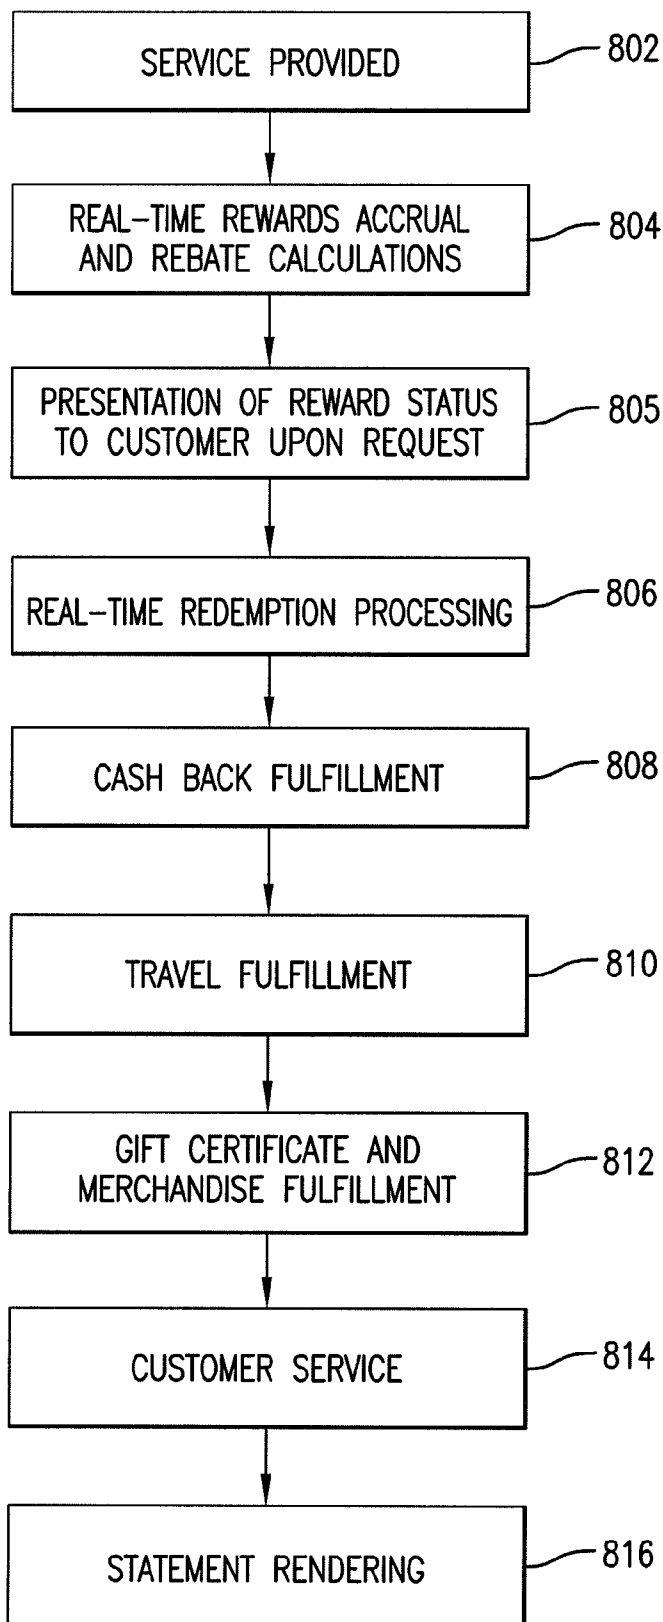 SERVICE PROVIDED
802
REAL-TIME REWARDS ACCRUAL
AND REBATE CALCULATIONS
804
PRESENTATION OF REWARD STATUS
TO CUSTOMER UPON REQUEST
805
REAL-TIME REDEMPTION PROCESSING
806
CASH BACK FULFILLMENT
808
TRAVEL FULFILLMENT
810
GIFT CERTIFICATE AND
MERCHANDISE FULFILLMENT
812
CUSTOMER SERVICE
814
STATEMENT RENDERING
816